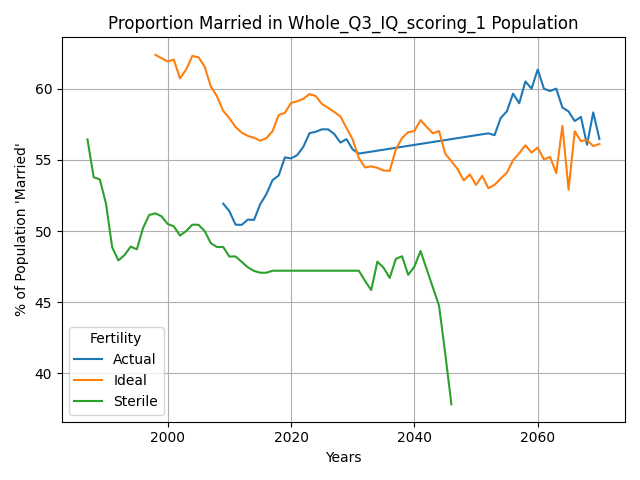 Proportion Married in Whole_Q3_IQ_scoring_1 Population
% of Population 'Married'
60
55
50
45
40
Fertility
Actual
Ideal
Sterile
2000 2020 2040 2060
Years